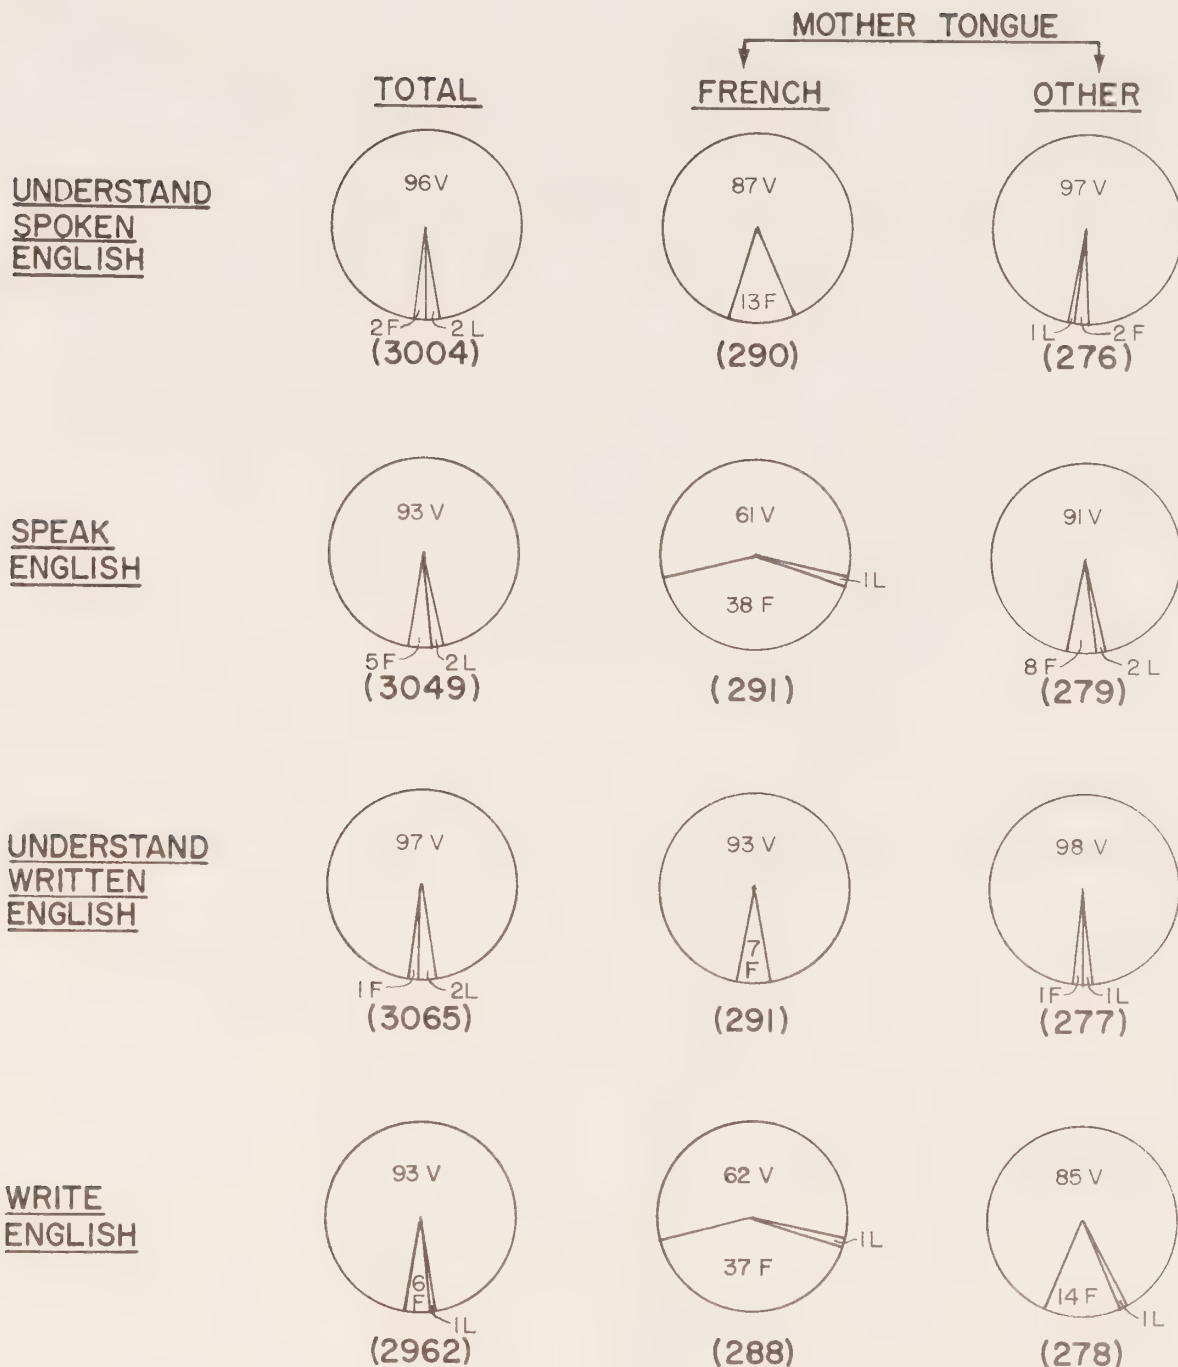 MOTHER TONGUE
TOTAL
FRENCH
OTHER
UNDERSTAND
SPOKEN
ENGLISH
96 V
2 F
2 L
(3004)
87 V
13 F
(290)
97 V
1 L
2 F
(276)
SPEAK
ENGLISH
93 V
5 F
2 L
(3049)
61 V
1 L
38 F
(291)
91 V
8 F
2 L
(279)
UNDERSTAND
WRITTEN
ENGLISH
97 V
1 F
2 L
(3065)
93 V
7
F
(291)
98 V
1 F
1 L
(277)
WRITE
ENGLISH
93 V
6
F
1 L
(2962)
62 V
1 L
37 F
(288)
85 V
14 F
1 L
(278)